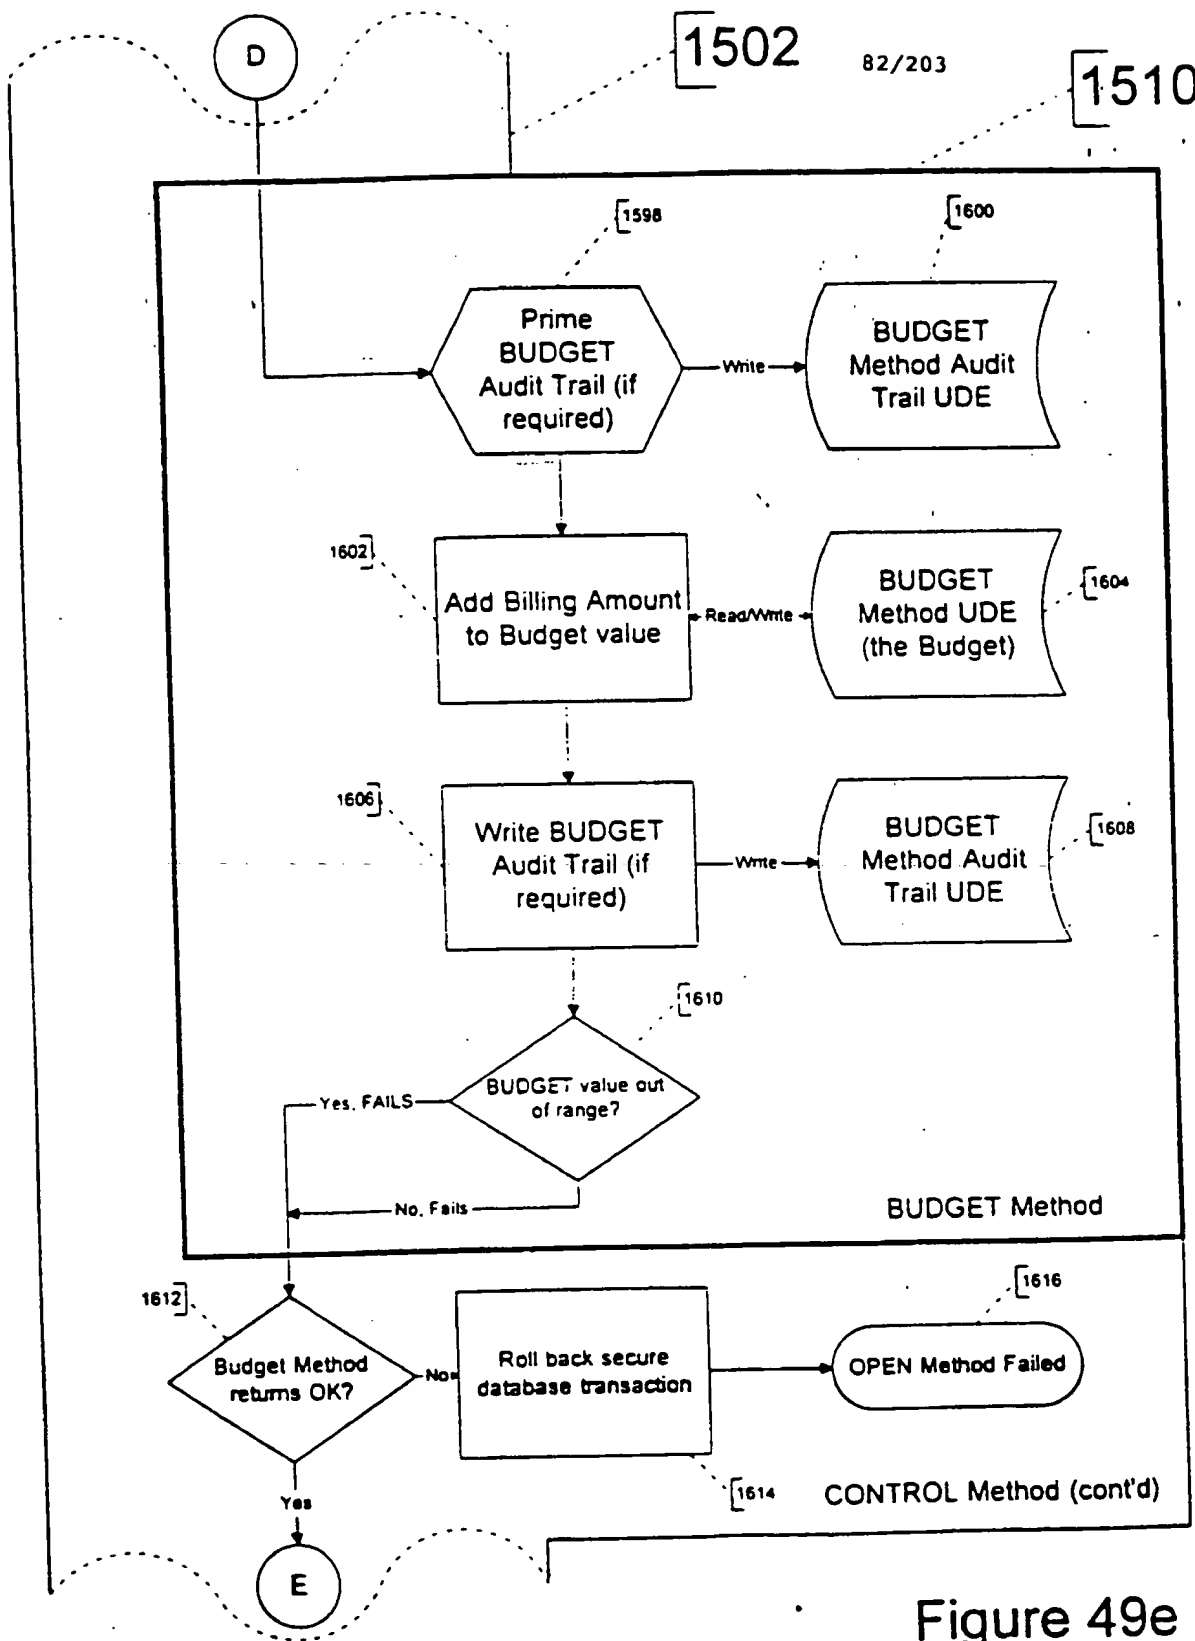 D
1502
82/203
1510
1598
1600
Prime
BUDGET
Audit Trail (if
required)
Write
BUDGET
Method Audit
Trail UDE
1602
Add Billing Amount
to Budget value
Read/Write
BUDGET
Method UDE
(the Budget)
1604
1606
Write BUDGET
Audit Trail (if
required)
Write
BUDGET
Method Audit
Trail UDE
1608
1610
BUDGET value out
of range?
Yes, FAILS
No, Fails
BUDGET Method
1612
Budget Method
returns OK?
No
Roll back secure
database transaction
1616
OPEN Method Failed
1614
CONTROL Method (cont'd)
Yes
E
Figure 49e